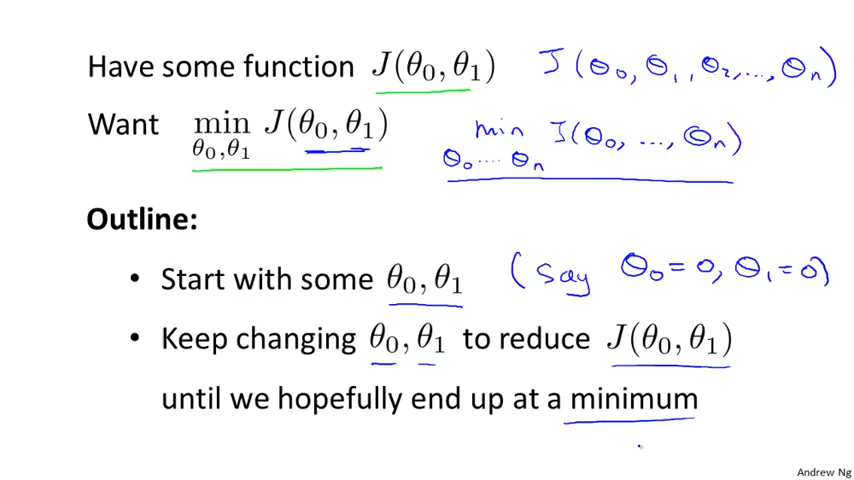 Have some function J(θ₀, θ₁) J(θ₀, θ₁, θ₂, ..., θₙ)
Want min J(θ₀, θ₁) min J(θ₀, ..., θₙ)
θ₀,θ₁ θ₀....θₙ
Outline:
• Start with some θ₀, θ₁ (say θ₀ = 0, θ₁ = 0)
• Keep changing θ₀, θ₁ to reduce J(θ₀, θ₁)
until we hopefully end up at a minimum
Andrew Ng